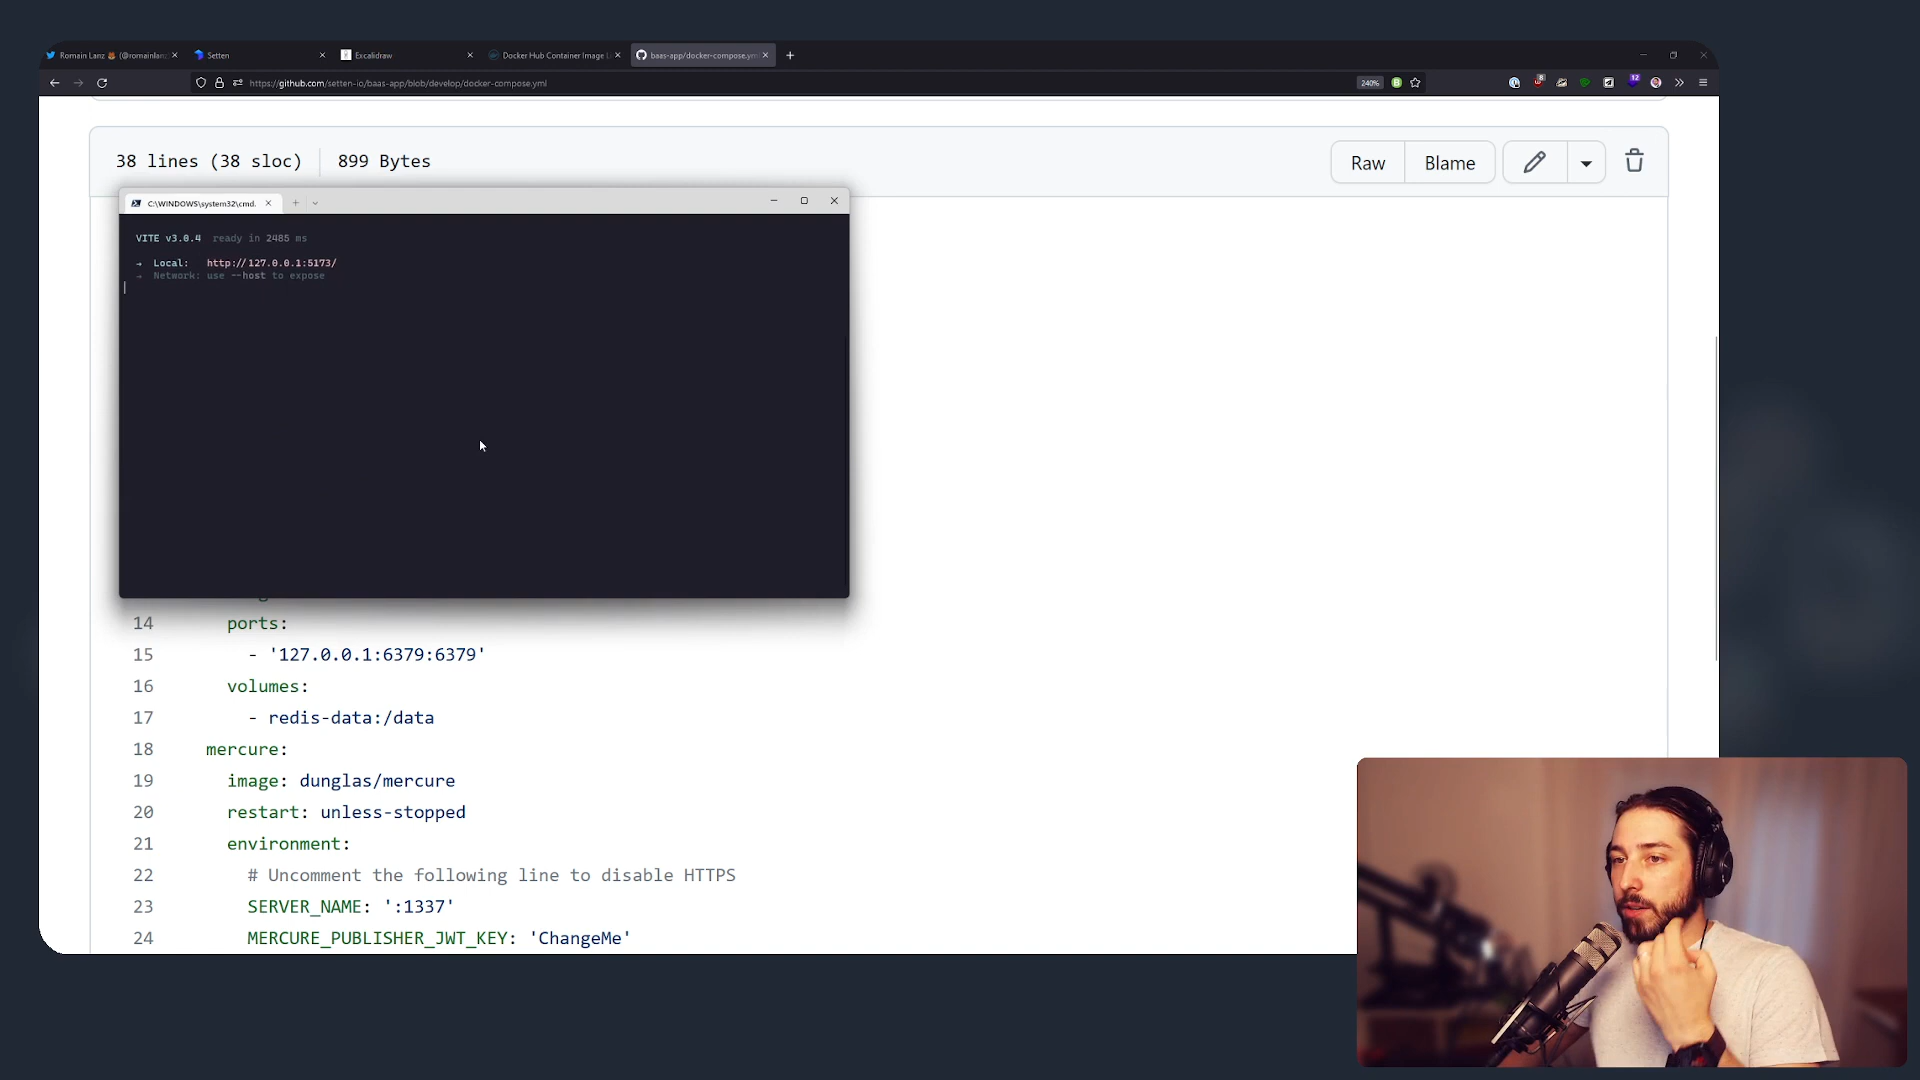 Romain Lanz 🦊 (@romainlan
Setten
Excalidraw
Docker Hub Container Image Li
baas-app/docker-compose.ym
https://github.com/setten-io/baas-app/blob/develop/docker-compose.yml
240%
8
12
38 lines (38 sloc)
899 Bytes
Raw
Blame
C:\WINDOWS\system32\cmd.
VITE v3.0.4 ready in 2485 ms
→ Local: http://127.0.0.1:5173/
→ Network: use --host to expose
14 ports:
15 - '127.0.0.1:6379:6379'
16 volumes:
17 - redis-data:/data
18 mercure:
19 image: dunglas/mercure
20 restart: unless-stopped
21 environment:
22 # Uncomment the following line to disable HTTPS
23 SERVER_NAME: ':1337'
24 MERCURE_PUBLISHER_JWT_KEY: 'ChangeMe'